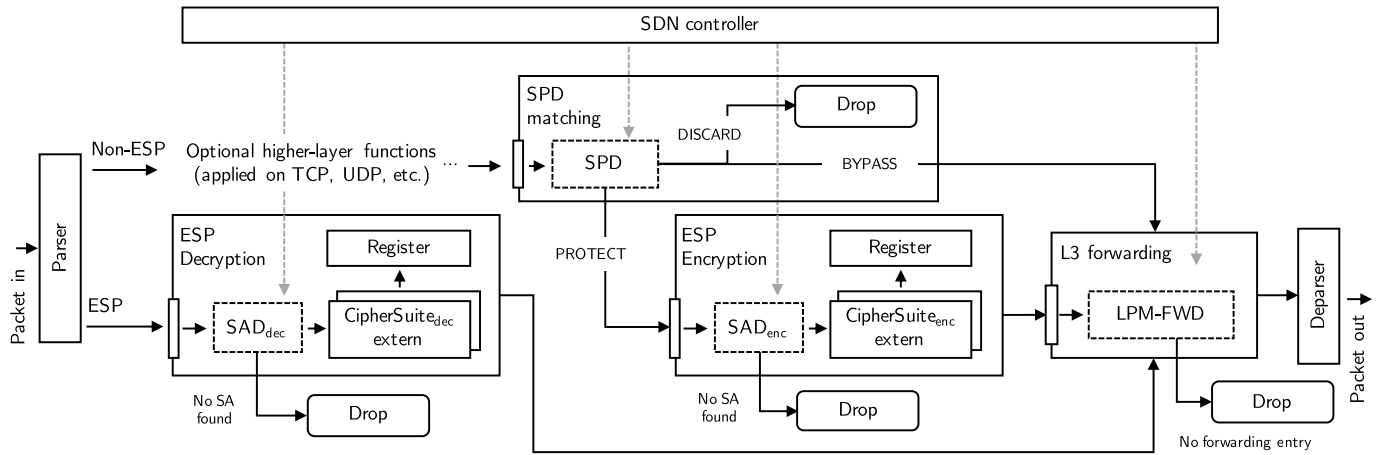 SDN controller
SPD
matching
Drop
DISCARD
Non-ESP
Optional higher-layer functions ...
(applied on TCP, UDP, etc.)
SPD
BYPASS
Packet in
Parser
ESP
ESP
Decryption
Register
SAD_dec
CipherSuite_dec
extern
No SA
found
Drop
PROTECT
ESP
Encryption
Register
SAD_enc
CipherSuite_enc
extern
No SA
found
Drop
L3 forwarding
LPM-FWD
Drop
No forwarding entry
Deparser
Packet out